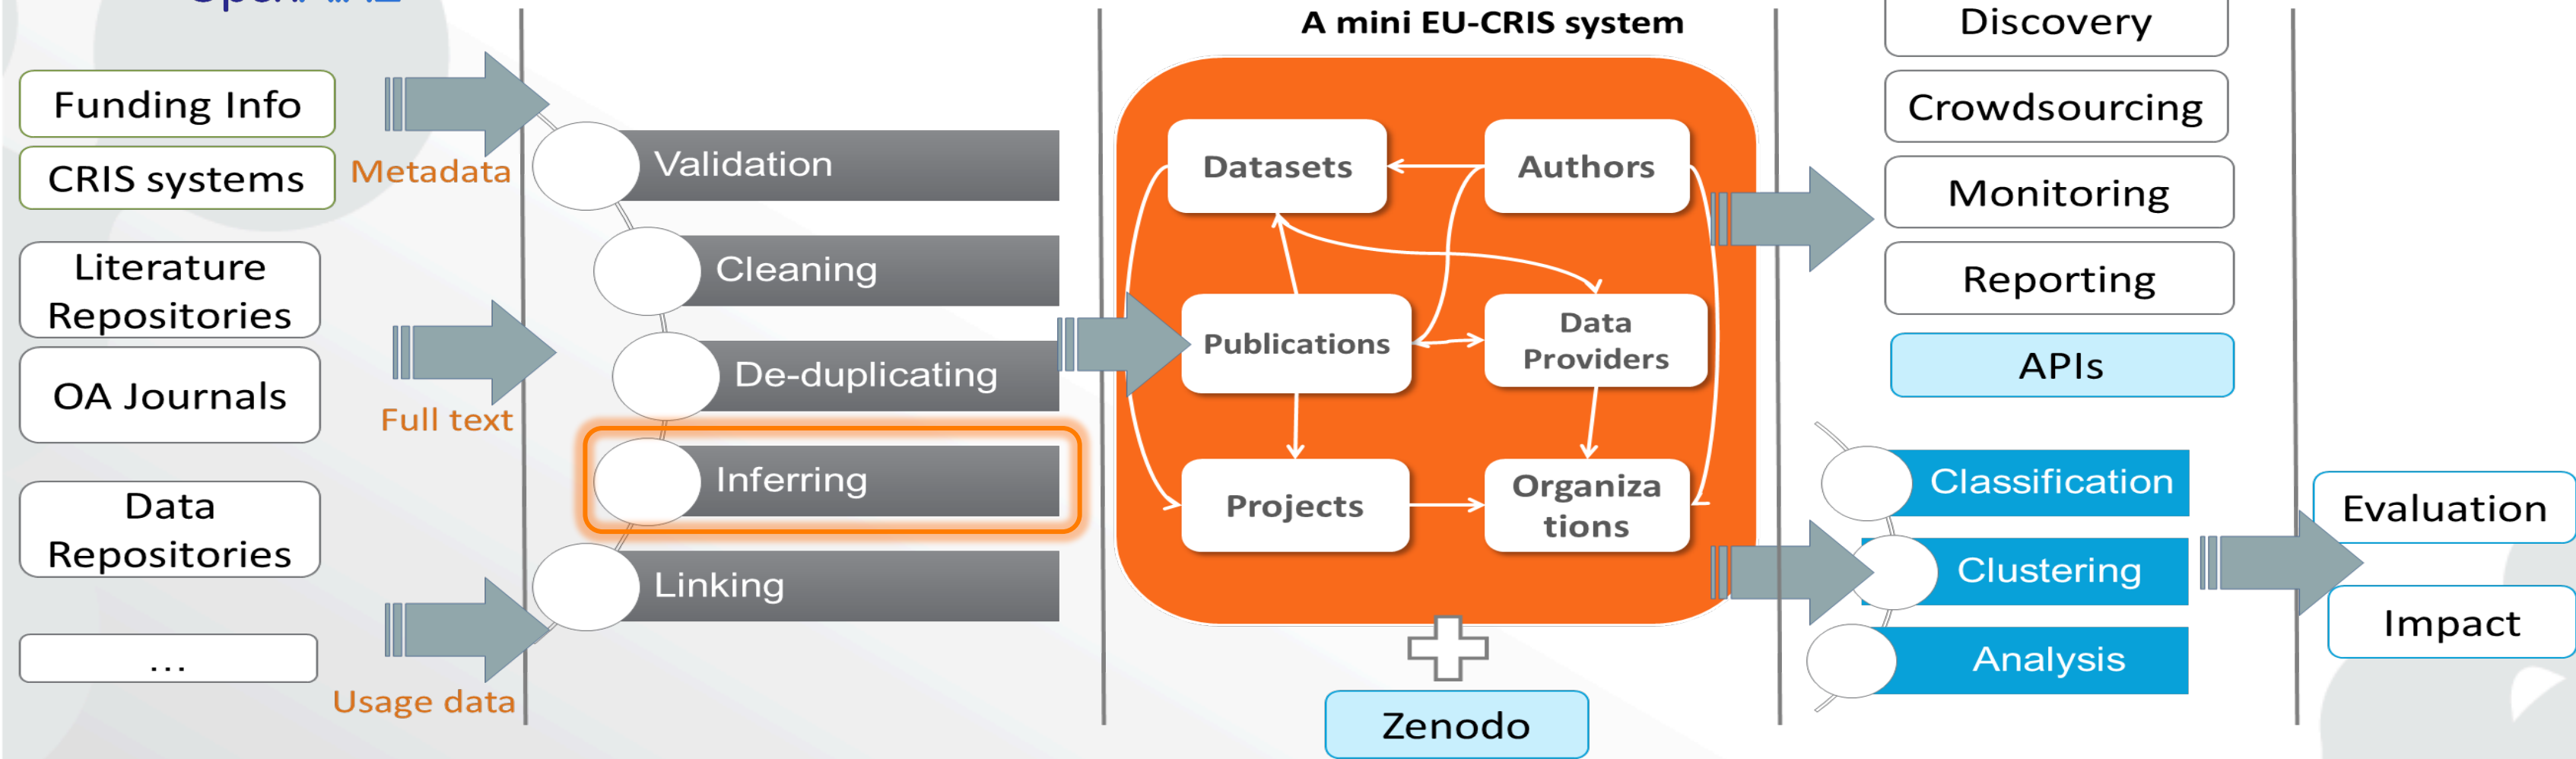 Funding Info
CRIS systems
Literature
Repositories
OA Journals
Data
Repositories
...
Metadata
Full text
Usage data
Validation
Cleaning
De-duplicating
Inferring
Linking
A mini EU-CRIS system
Datasets
Authors
Publications
Data
Providers
Projects
Organiza
tions
Zenodo
Discovery
Crowdsourcing
Monitoring
Reporting
APIs
Classification
Clustering
Analysis
Evaluation
Impact